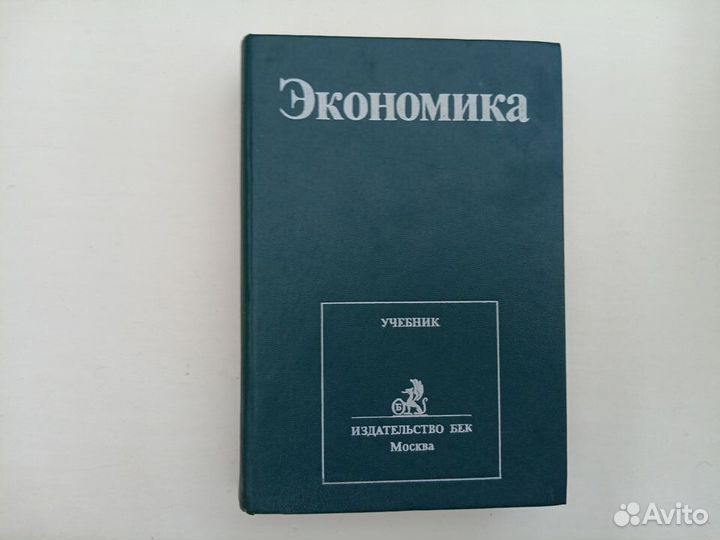 Экономика
УЧЕБНИК
Б
ИЗДАТЕЛЬСТВО БЕК
Москва
Avito